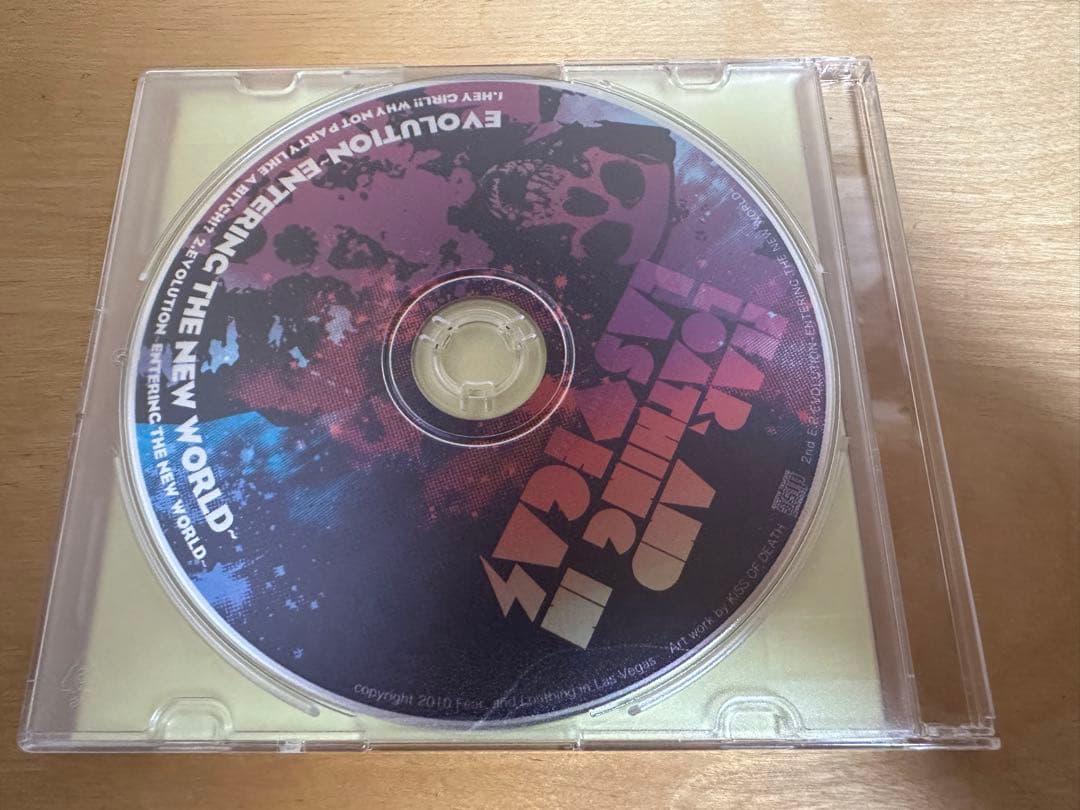 EVOLUTION~ENTERING THE NEW WORLD~
1.HEY GIRL!! WHY NOT PARTY LIKE A BITCH!? 2.EVOLUTION~ENTERING THE NEW WORLD~
FEAR, AND
LOATHING IN
LAS VEGAS
2nd E.P EVOLUTION~ENTERING THE NEW WORLD~
copyright 2010 Fear, and Loathing in Las Vegas Art work by KISS OF DEATH